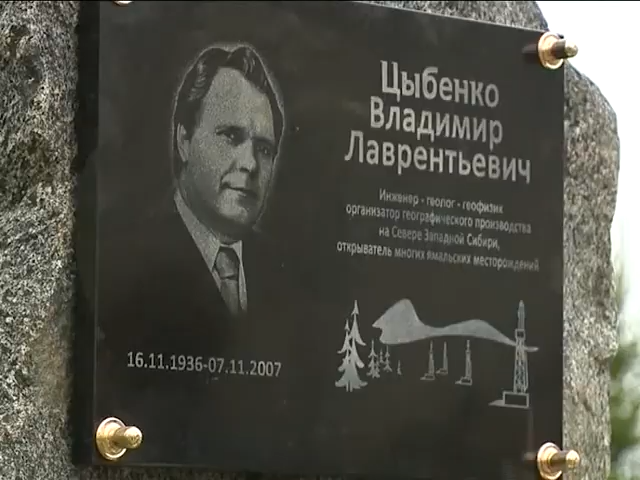 Цыбенко
Владимир
Лаврентьевич
Инженер - геолог - геофизик
организатор географического производства
на Севере Западной Сибири,
открыватель многих ямальских месторождений
16.11.1936-07.11.2007